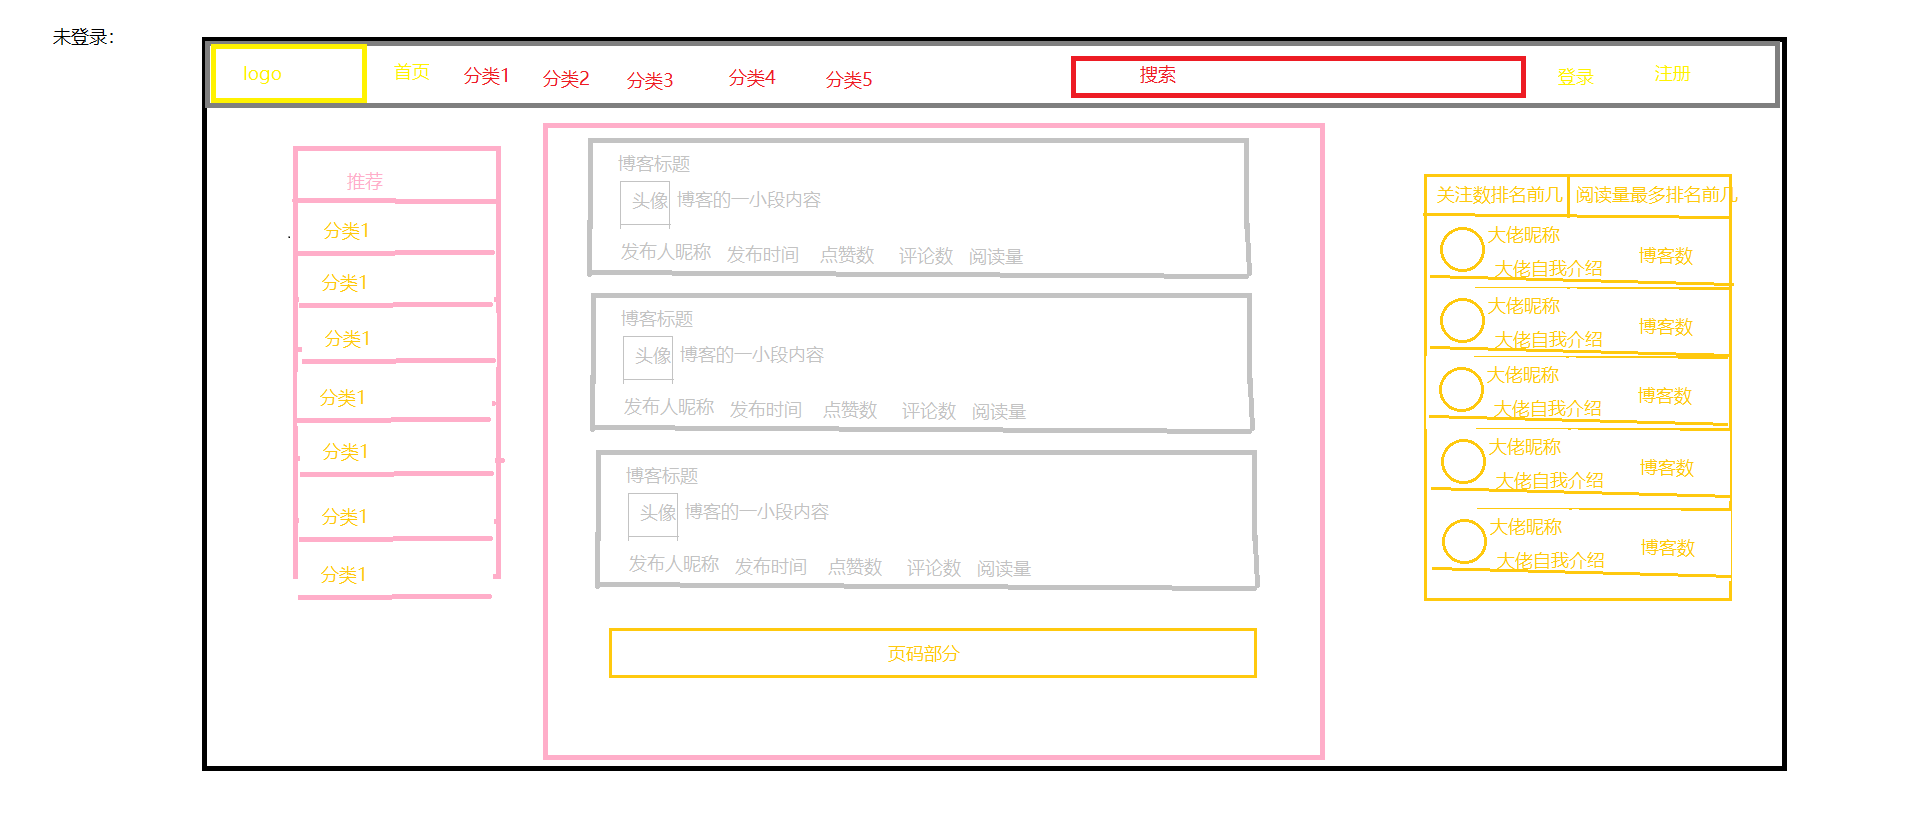 未登录：
logo 首页 分类1 分类2 分类3 分类4 分类5 搜索 登录 注册
推荐
分类1
分类1
分类1
分类1
分类1
分类1
分类1
博客标题
头像 博客的一小段内容
发布人昵称 发布时间 点赞数 评论数 阅读量
博客标题
头像 博客的一小段内容
发布人昵称 发布时间 点赞数 评论数 阅读量
博客标题
头像 博客的一小段内容
发布人昵称 发布时间 点赞数 评论数 阅读量
页码部分
关注数排名前几 阅读量最多排名前几
大佬昵称
大佬自我介绍 博客数
大佬昵称
大佬自我介绍 博客数
大佬昵称
大佬自我介绍 博客数
大佬昵称
大佬自我介绍 博客数
大佬昵称
大佬自我介绍 博客数